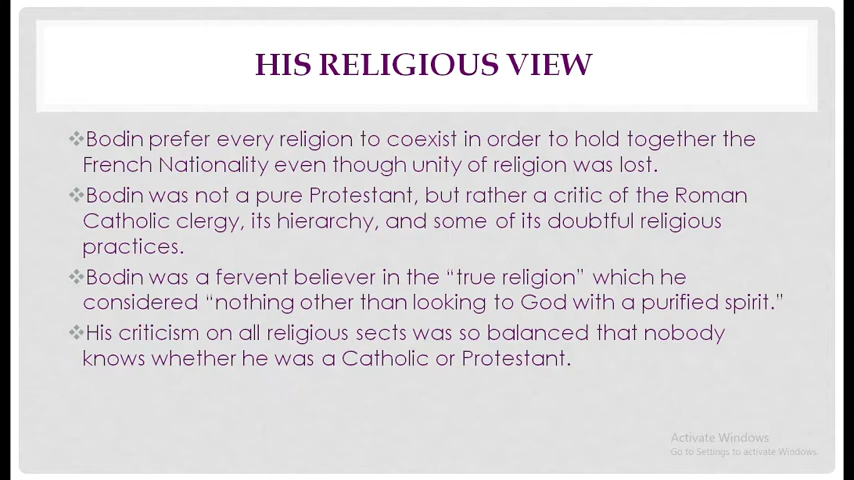 HIS RELIGIOUS VIEW
❖Bodin prefer every religion to coexist in order to hold together the
French Nationality even though unity of religion was lost.
❖Bodin was not a pure Protestant, but rather a critic of the Roman
Catholic clergy, its hierarchy, and some of its doubtful religious
practices.
❖Bodin was a fervent believer in the “true religion” which he
considered “nothing other than looking to God with a purified spirit.”
❖His criticism on all religious sects was so balanced that nobody
knows whether he was a Catholic or Protestant.
Activate Windows
Go to Settings to activate Windows.